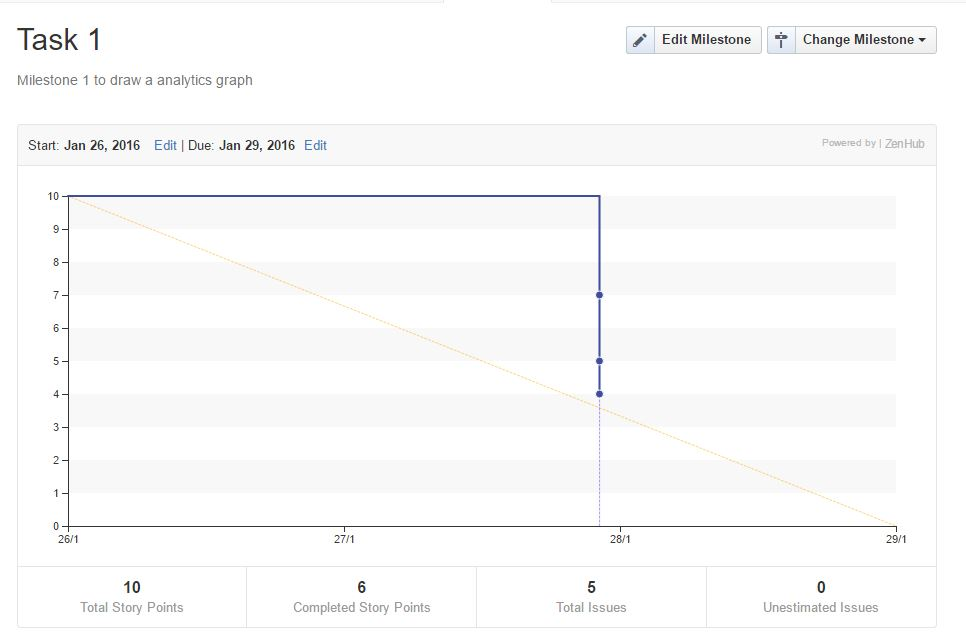 Task 1
Edit Milestone
Change Milestone
Milestone 1 to draw a analytics graph
Start: Jan 26, 2016 Edit | Due: Jan 29, 2016 Edit
Powered by | ZenHub
10
9
8
7
6
5
4
3
2
1
0
26/1 27/1 28/1 29/1
10 6 5 0
Total Story Points Completed Story Points Total Issues Unestimated Issues